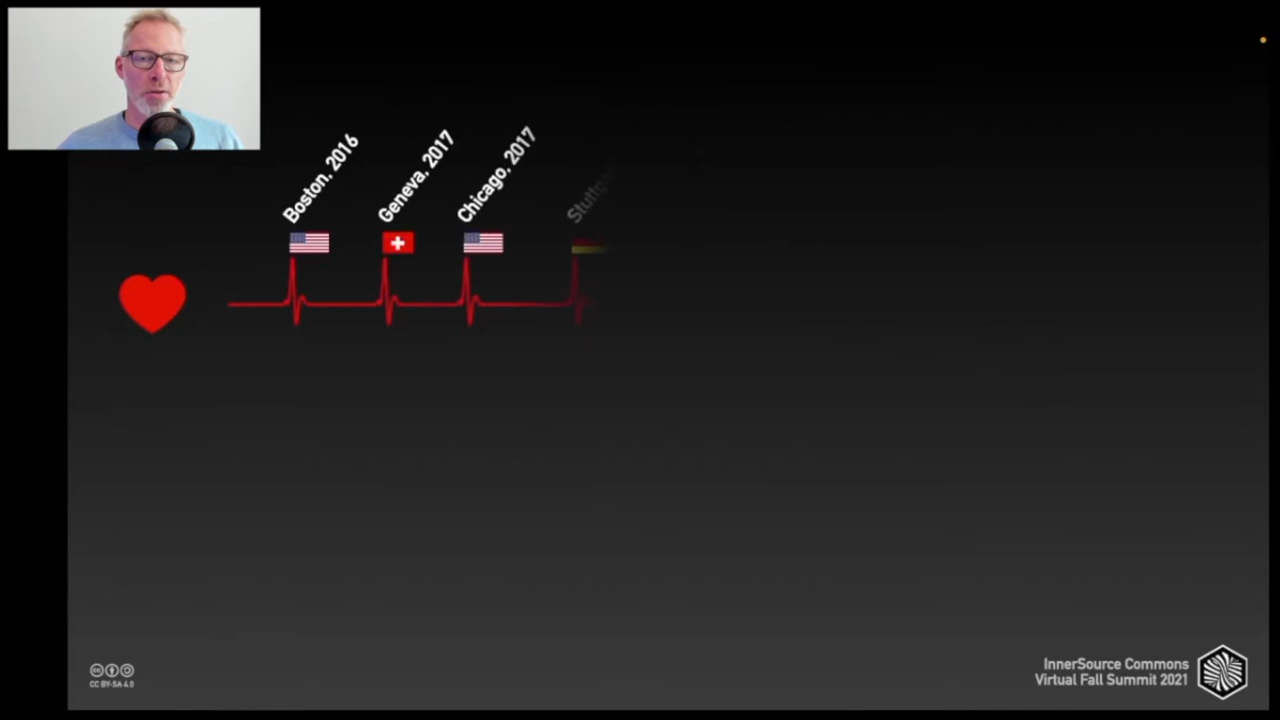 Boston, 2016
Geneva, 2017
Chicago, 2017
CC BY-SA 4.0
InnerSource Commons
Virtual Fall Summit 2021